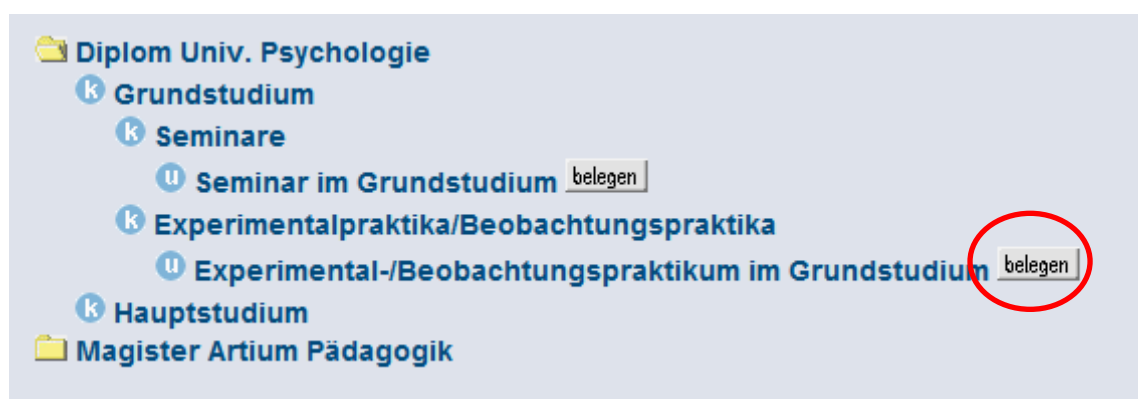 Diplom Univ. Psychologie
k Grundstudium
k Seminare
u Seminar im Grundstudium belegen
k Experimentalpraktika/Beobachtungspraktika
u Experimental-/Beobachtungspraktikum im Grundstudium belegen
k Hauptstudium
Magister Artium Pädagogik